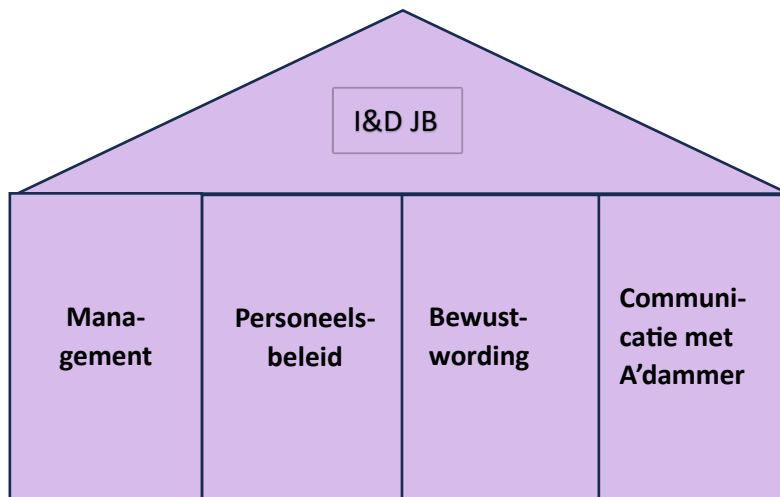 I&D JB
Mana-
gement
Personeels-
beleid
Bewust-
wording
Communi-
catie met
A’dammer